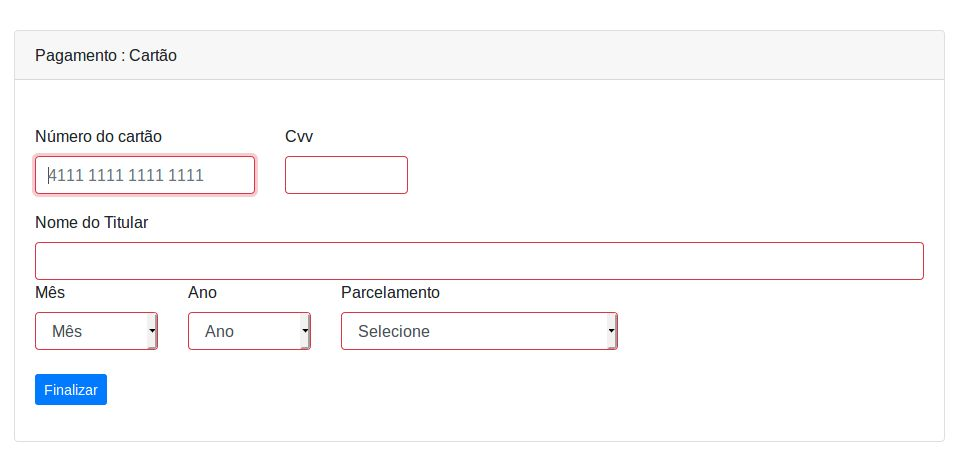 Pagamento : Cartão
Número do cartão Cvv
4111 1111 1111 1111
Nome do Titular
Mês Ano Parcelamento
Mês Ano Selecione
Finalizar